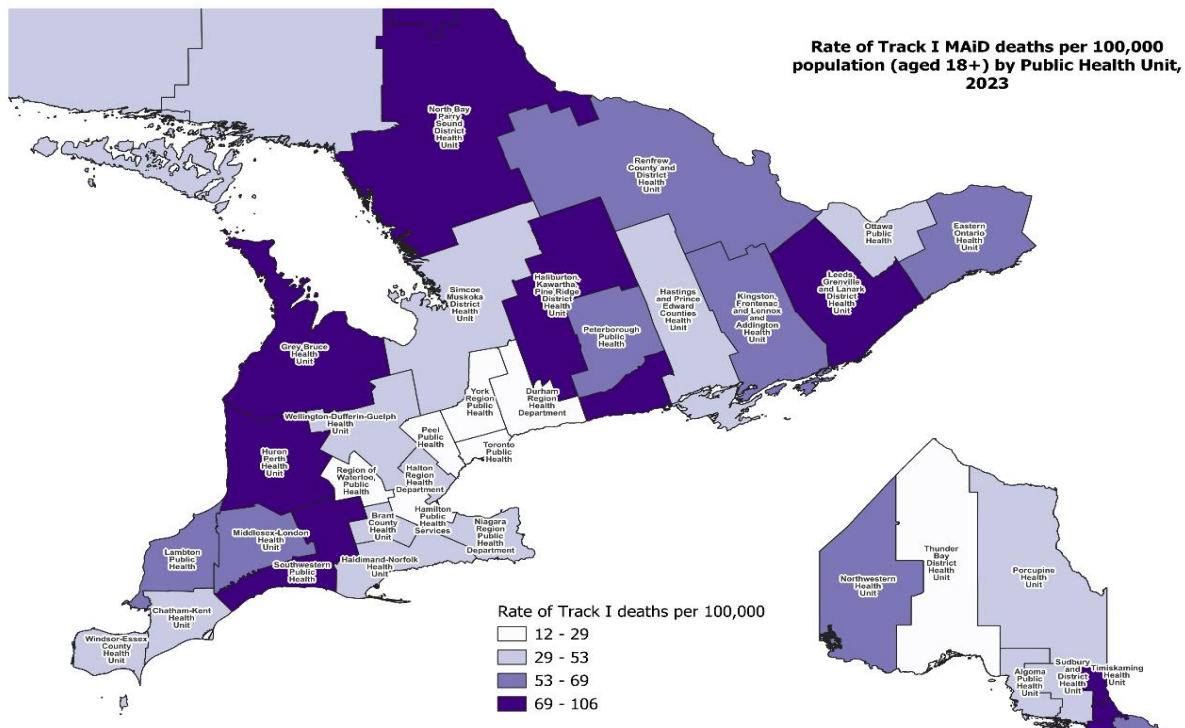 Rate of Track I MAiD deaths per 100,000
population (aged 18+) by Public Health Unit,
2023
North Bay
Parry
Sound
District
Health
Unit
Renfrew
County and
District
Health
Unit
Ottawa
Public
Health
Eastern
Ontario
Health
Unit
Simcoe
Muskoka
District
Health
Unit
Haliburton,
Kawartha,
Pine Ridge
District
Health
Unit
Hastings
and Prince
Edward
Counties
Health
Unit
Kingston,
Frontenac
and Lennox
and
Addington
Health
Unit
Leeds,
Grenville
and Lanark
District
Health
Unit
Peterborough
Public
Health
Grey Bruce
Health
Unit
York
Region
Public
Health
Durham
Region
Health
Department
Wellington-Dufferin-Guelph
Health
Unit
Peel
Public
Health
Toronto
Public
Health
Huron
Perth
Health
Unit
Region of
Waterloo,
Public
Health
Halton
Region
Health
Department
Hamilton
Public
Health
Services
Brant
County
Health
Unit
Niagara
Region
Public
Health
Department
Middlesex-London
Health
Unit
Lambton
Public
Health
Southwestern
Public
Health
Haldimand-Norfolk
Health
Unit
Chatham-Kent
Health
Unit
Windsor-Essex
County
Health
Unit
Rate of Track I deaths per 100,000
12 - 29
29 - 53
53 - 69
69 - 106
Northwestern
Health
Unit
Thunder
Bay
District
Health
Unit
Porcupine
Health
Unit
Algoma
Public
Health
Unit
Sudbury
and
District
Health
Unit
Timiskaming
Health
Unit